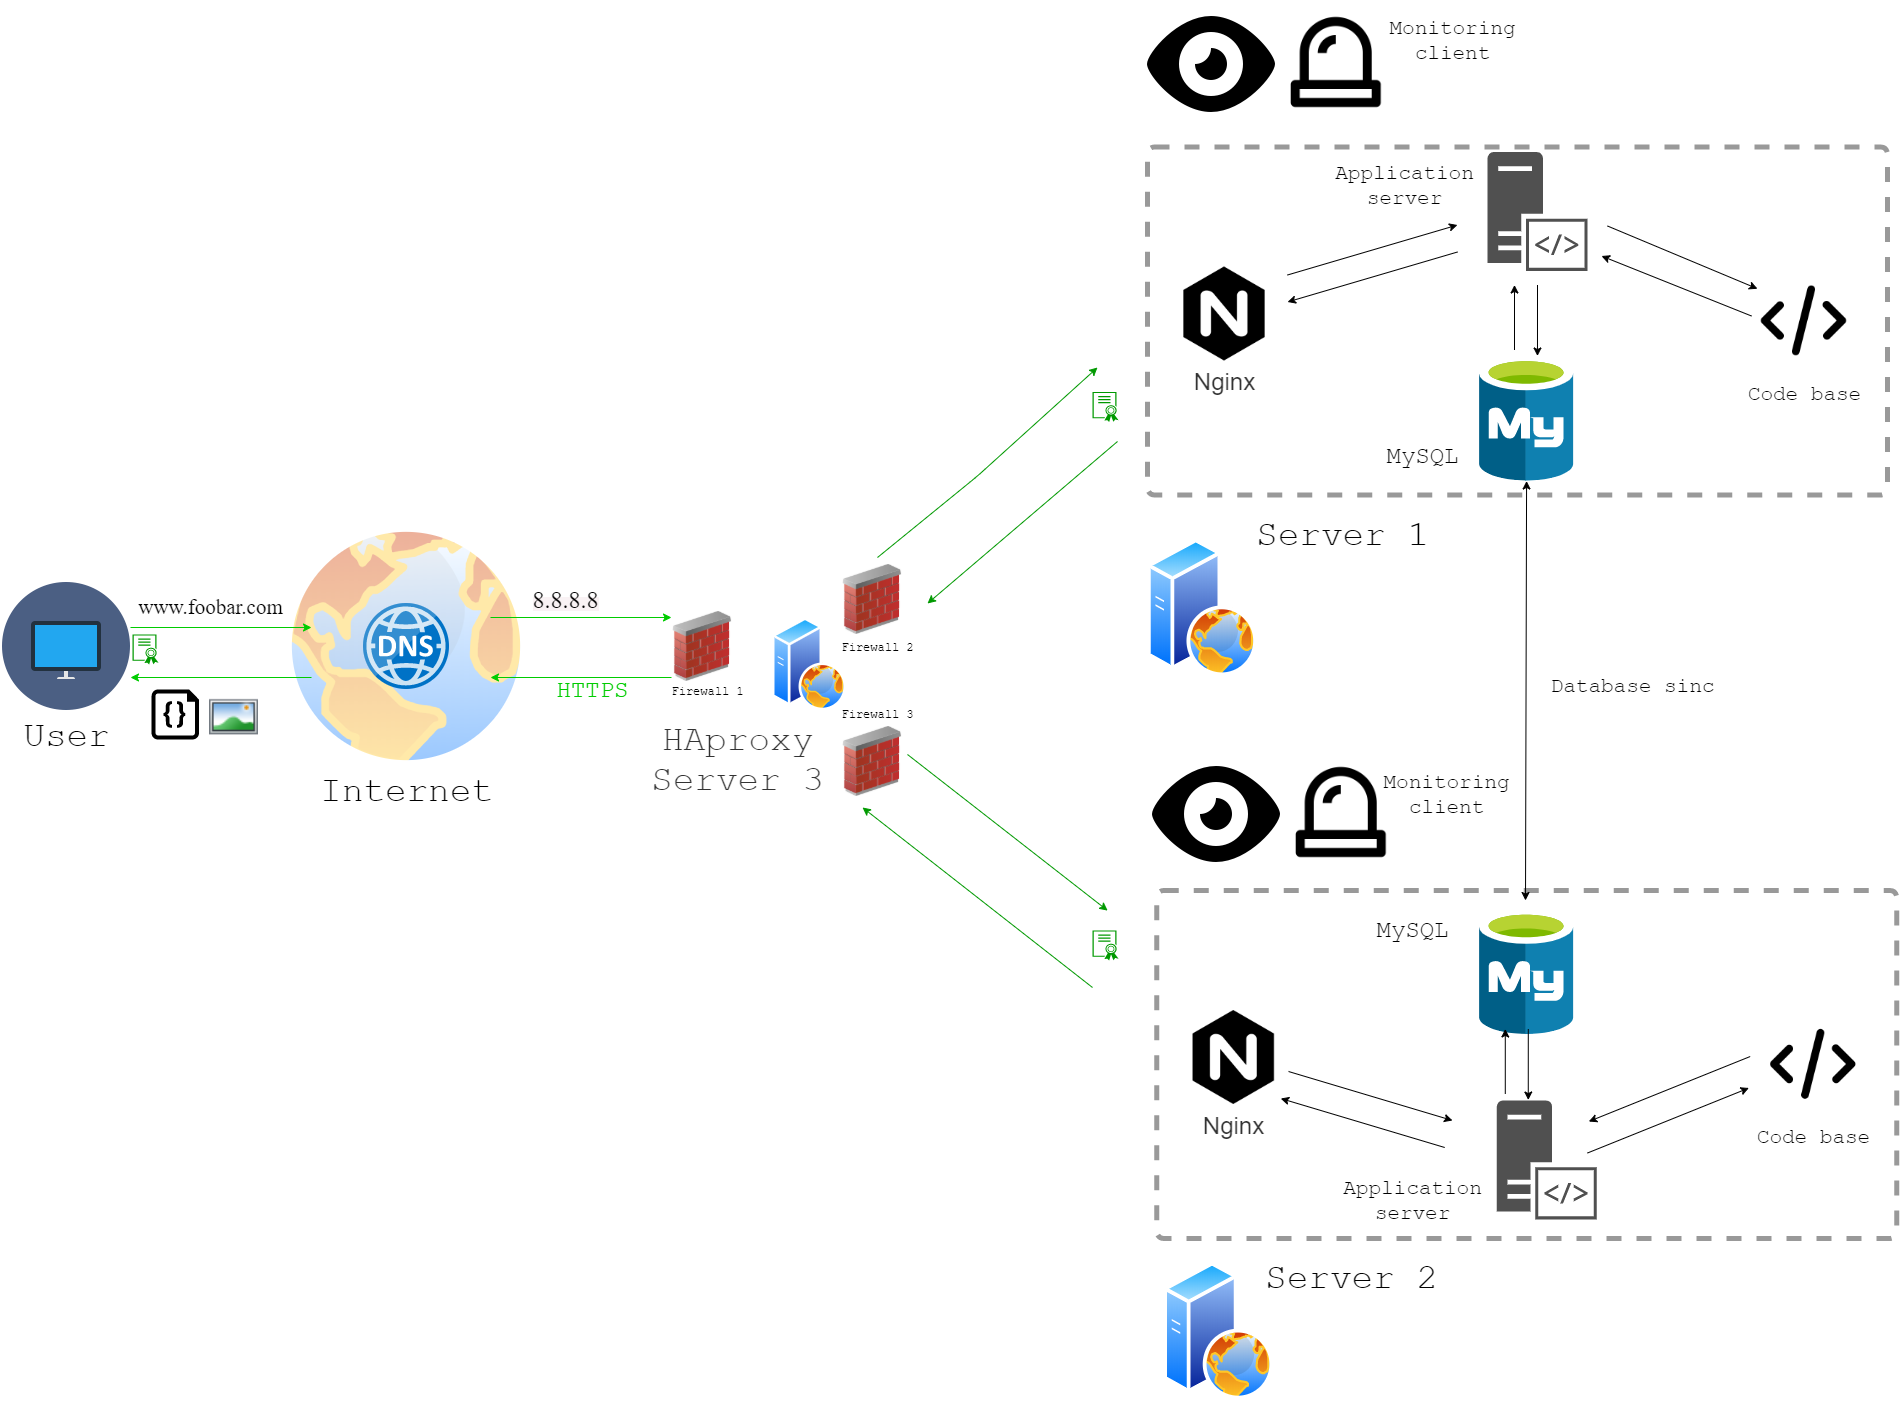 Monitoring
client
Application
server
</>
N
Nginx
</>
Code base
My
MySQL
Server 1
www.foobar.com
{}
User
DNS
Internet
8.8.8.8
HTTPS
Firewall 1
Firewall 2
Firewall 3
HAproxy
Server 3
Database sinc
Monitoring
client
MySQL
My
N
Nginx
</>
Code base
Application
server
</>
Server 2